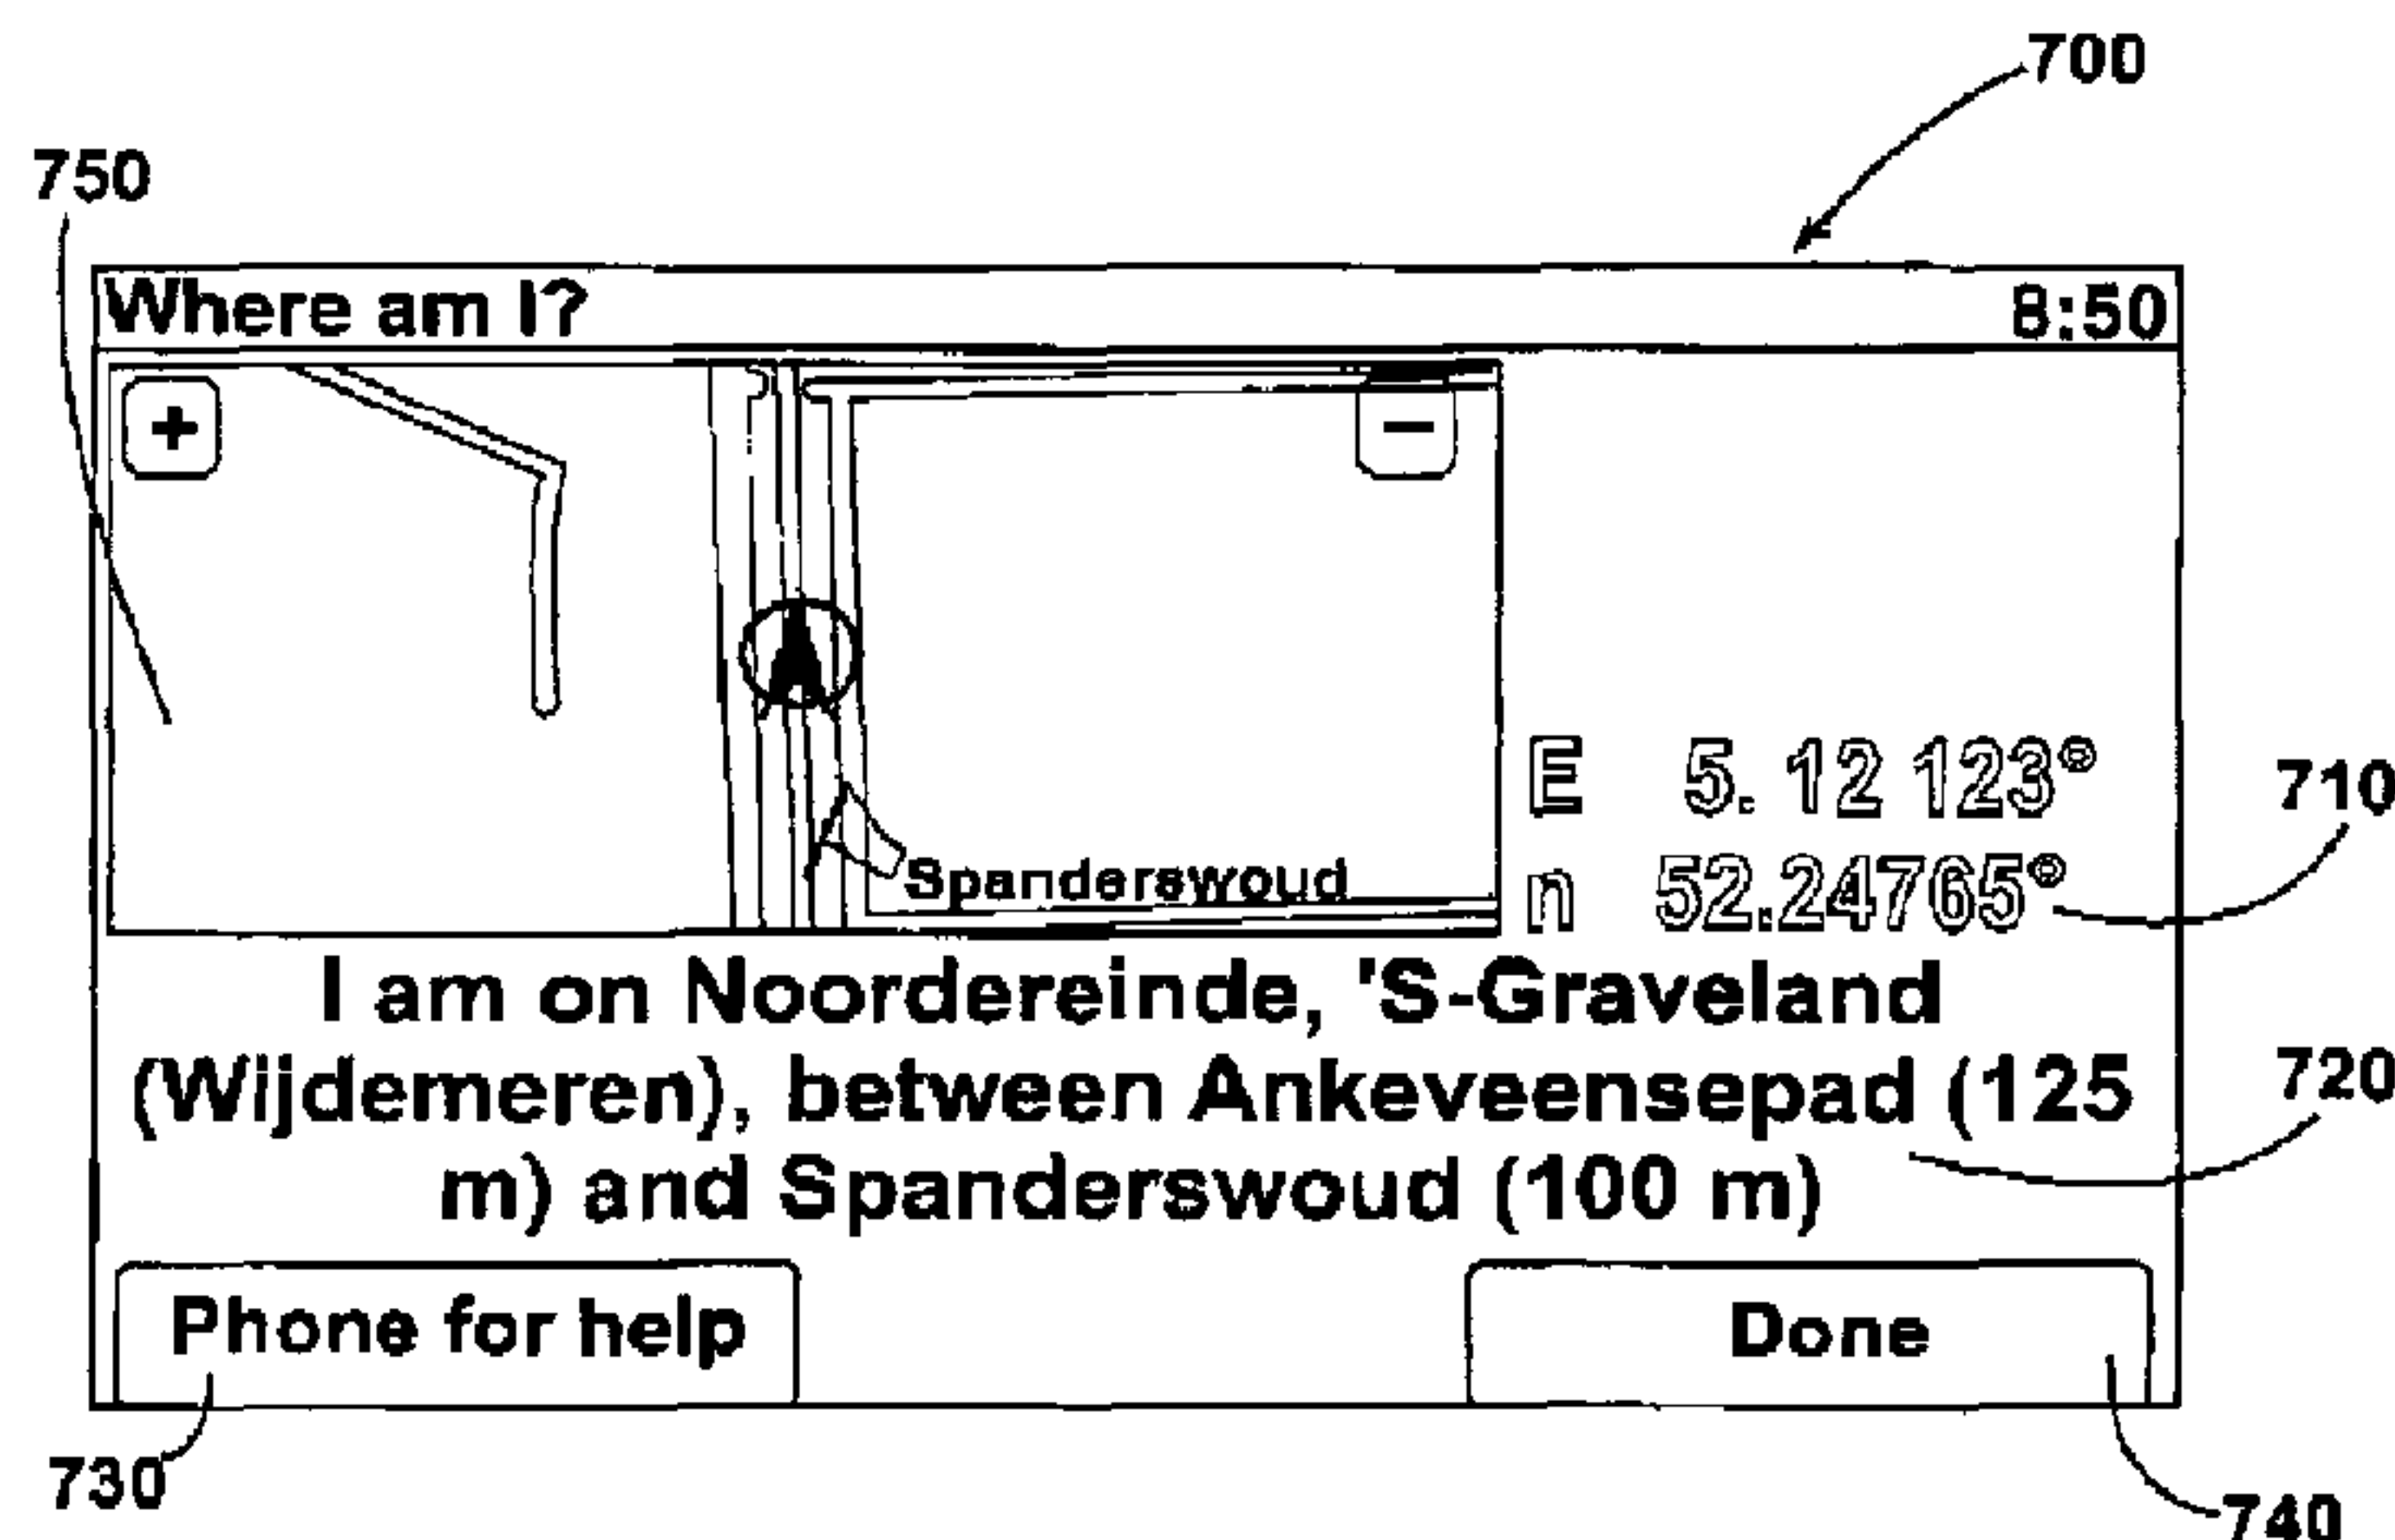 700
750
Where am I? 8:50
+ −
Spanderswoud
E 5. 12 123°
710
n 52.24765°
I am on Noordereinde, 'S-Graveland
(Wijdemeren), between Ankeveensepad (125
m) and Spanderswoud (100 m)
720
Phone for help Done
730
740